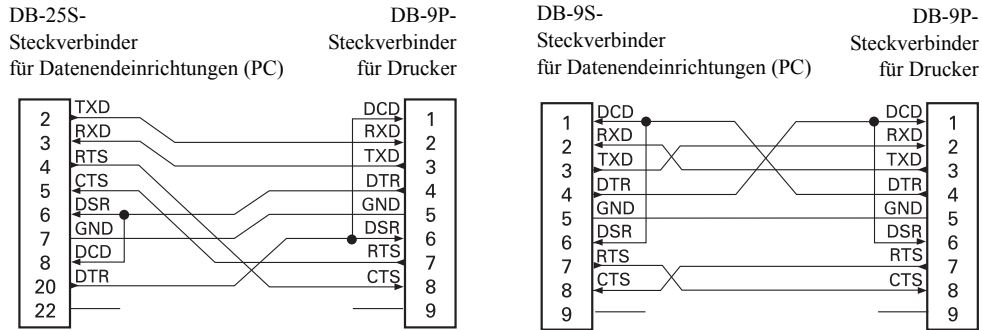 DB-25S-
Steckverbinder
für Datenendeinrichtungen (PC)
DB-9P-
Steckverbinder
für Drucker
2 TXD DCD 1
3 RXD RXD 2
4 RTS TXD 3
5 CTS DTR 4
6 DSR GND 5
7 GND DSR 6
8 DCD RTS 7
20 DTR CTS 8
22 9
DB-9S-
Steckverbinder
für Datenendeinrichtungen (PC)
DB-9P-
Steckverbinder
für Drucker
1 DCD DCD 1
2 RXD RXD 2
3 TXD TXD 3
4 DTR DTR 4
5 GND GND 5
6 DSR DSR 6
7 RTS RTS 7
8 CTS CTS 8
9 9